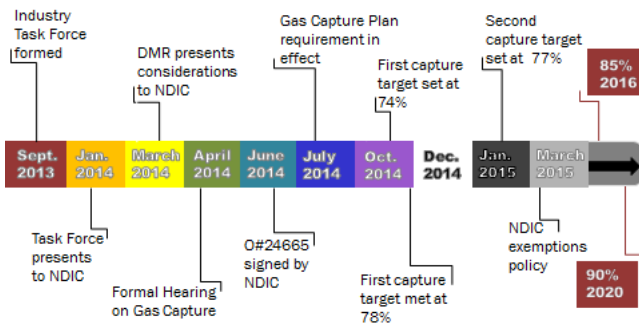 Industry
Task Force
formed
DMR presents
considerations
to NDIC
Gas Capture Plan
requirement in
effect
First capture
target set at
74%
Second
capture target
set at 77%
85%
2016
Sept.
2013
Jan.
2014
March
2014
April
2014
June
2014
July
2014
Oct.
2014
Dec.
2014
Jan.
2015
March
2015
Task Force
presents
to NDIC
Formal Hearing
on Gas Capture
O#24665
signed by
NDIC
First capture
target met at
78%
NDIC
exemptions
policy
90%
2020